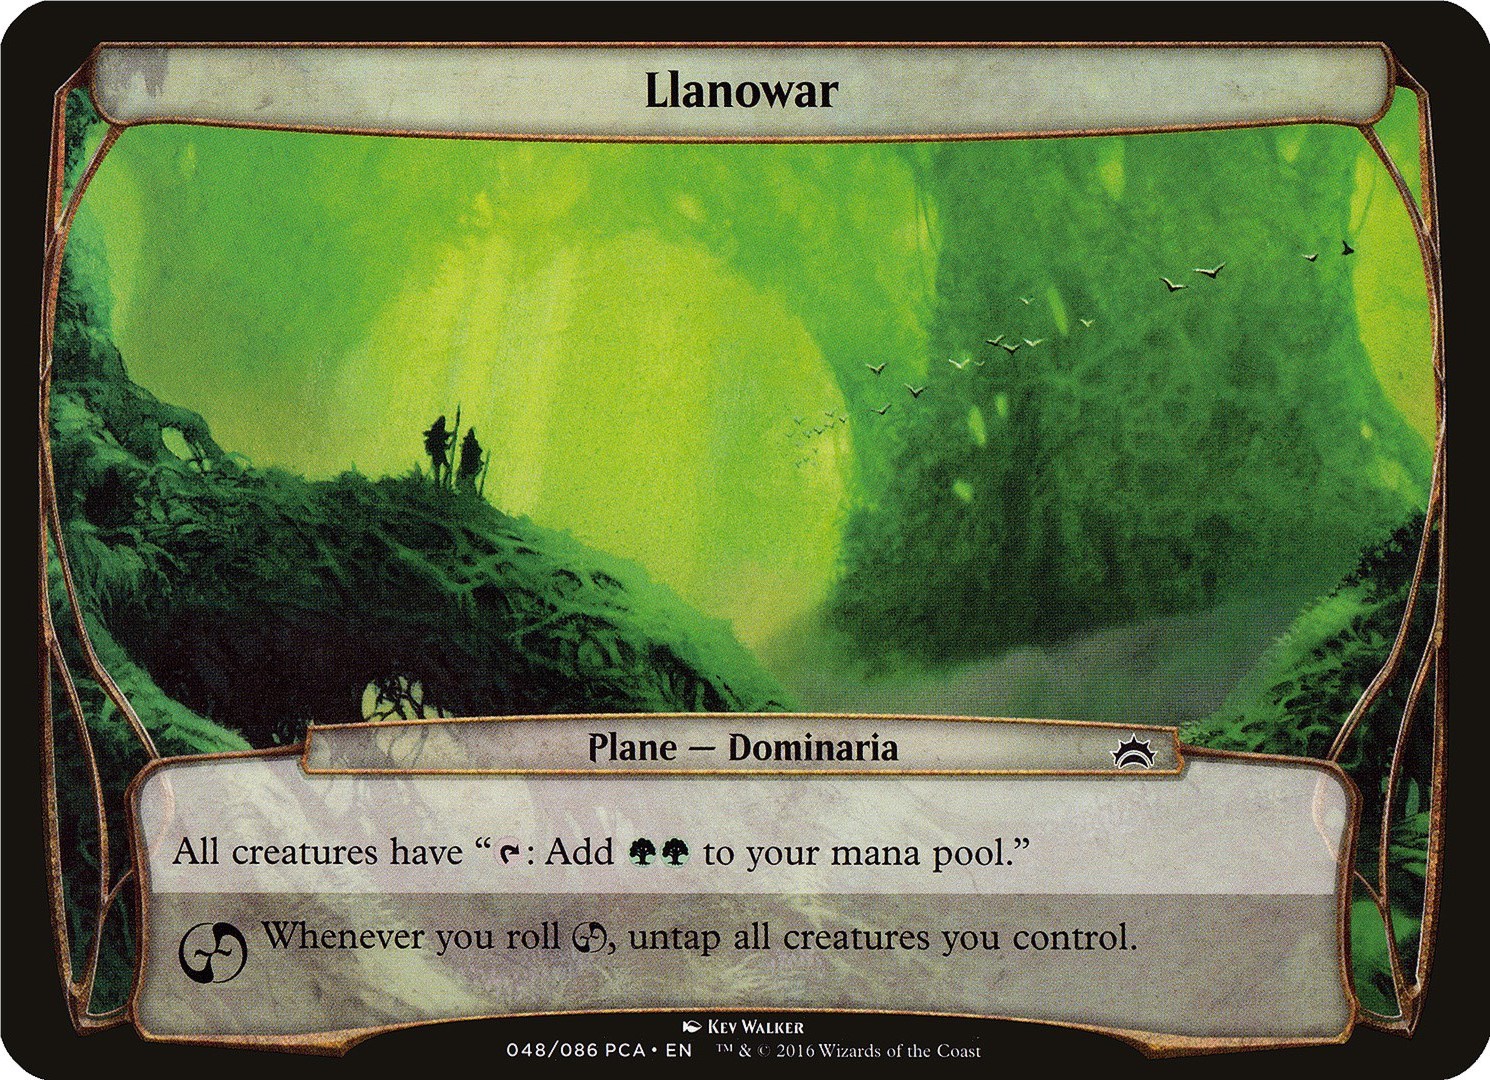 Llanowar
Plane — Dominaria
All creatures have “: Add to your mana pool.”
Whenever you roll , untap all creatures you control.
Kev Walker
048/086 PCA • EN ™ & © 2016 Wizards of the Coast